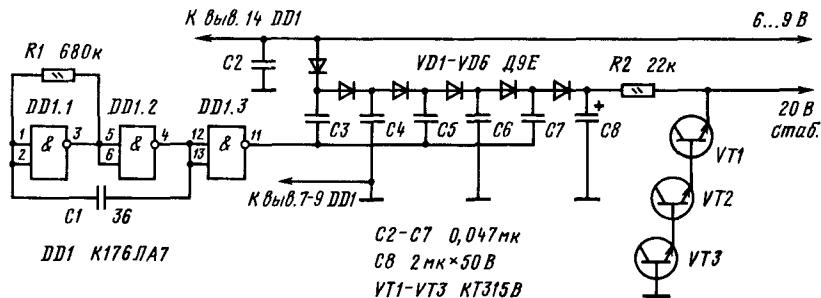 К выв. 14 DD1
6...9 В
R1 680к
C2
VD1-VD6 Д9Е
R2 22к
DD1.1
DD1.2
DD1.3
20 В
стаб.
1
2
&
3
5
6
&
4
12
13
&
11
C3
C4
C5
C6
C7
+
C8
VT1
C1
36
К выв.7-9 DD1
VT2
DD1 К176ЛА7
C2-C7 0,047мк
C8 2мк×50В
VT1-VT3 КТ315В
VT3